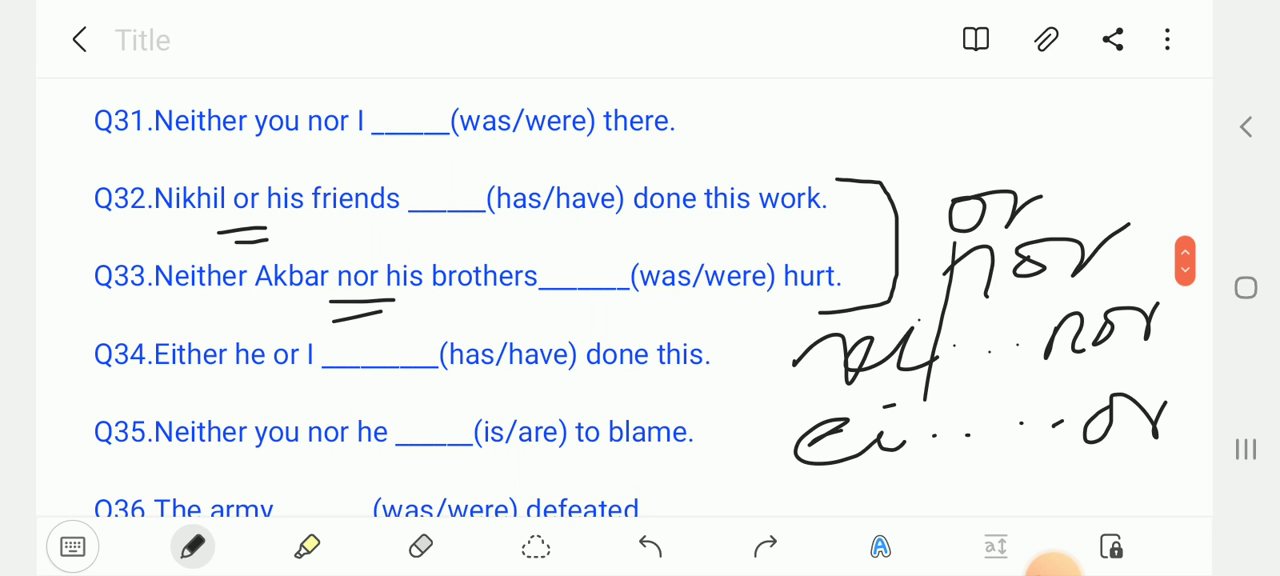 Title
Q31.Neither you nor I _____(was/were) there.
Q32.Nikhil or his friends _____(has/have) done this work.
or
nor
Q33.Neither Akbar nor his brothers______(was/were) hurt.
nei.... nor
Q34.Either he or I ________(has/have) done this.
Q35.Neither you nor he _____(is/are) to blame.
ei..... or
Q36 The army (was/were) defeated